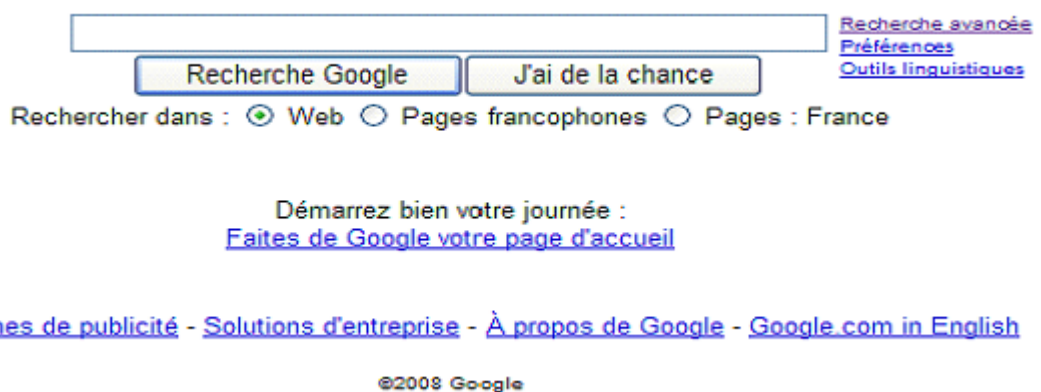 Recherche avancée
Préférences
Recherche Google J'ai de la chance Outils linguistiques
Rechercher dans : Web Pages francophones Pages : France
Démarrez bien votre journée :
Faites de Google votre page d'accueil
de publicité - Solutions d'entreprise - À propos de Google - Google.com in English
©2008 Google